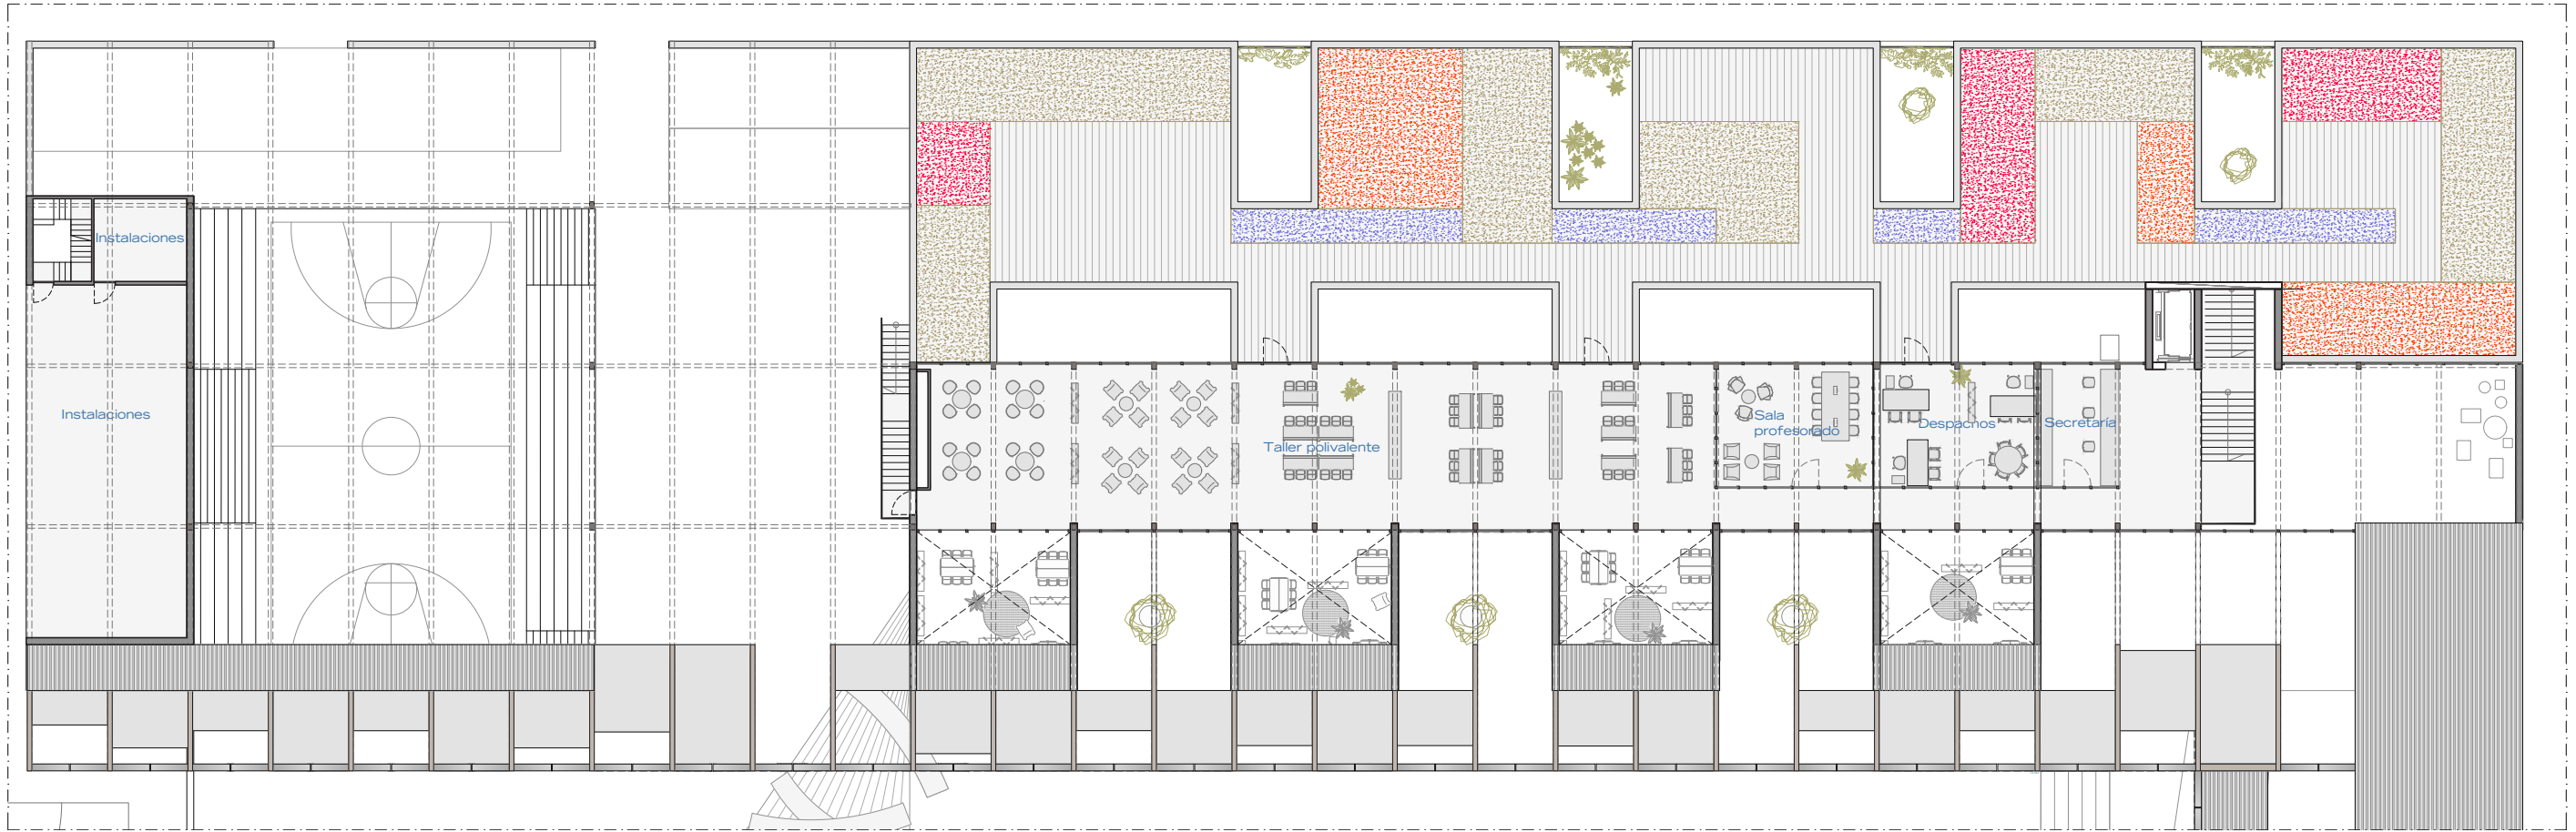 Instalaciones
Instalaciones
Taller polivalente
Sala
profesorado
Despachos
Secretaría